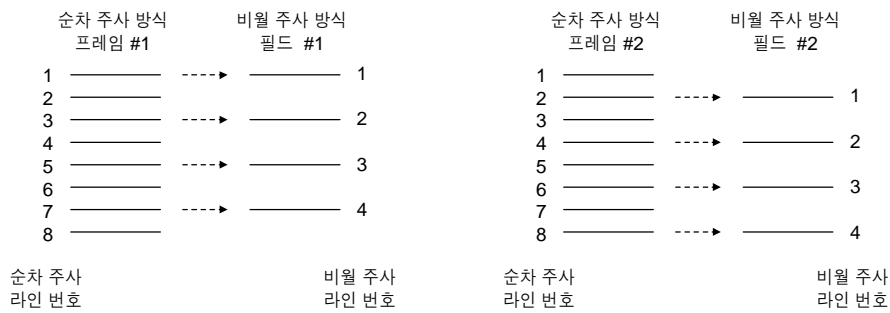 순차 주사 방식
프레임 #1
비월 주사 방식
필드 #1
1
2
3
4
5
6
7
8
1
2
3
4
순차 주사
라인 번호
비월 주사
라인 번호
순차 주사 방식
프레임 #2
비월 주사 방식
필드 #2
1
2
3
4
5
6
7
8
1
2
3
4
순차 주사
라인 번호
비월 주사
라인 번호